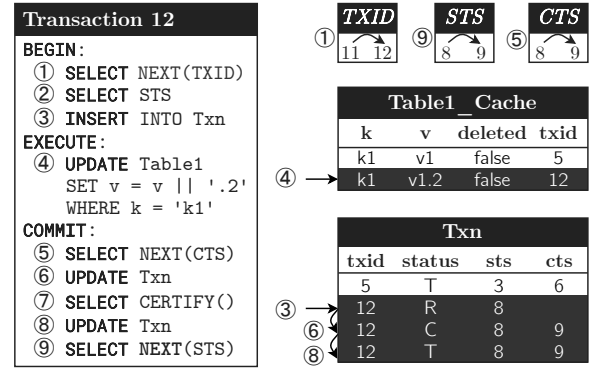 Transaction 12
BEGIN:
① SELECT NEXT(TXID)
② SELECT STS
③ INSERT INTO Txn
EXECUTE:
④ UPDATE Table1
SET v = v || '.2'
WHERE k = 'k1'
COMMIT:
⑤ SELECT NEXT(CTS)
⑥ UPDATE Txn
⑦ SELECT CERTIFY()
⑧ UPDATE Txn
⑨ SELECT NEXT(STS)
① TXID
11 12
⑨ STS
8 9
⑤ CTS
8 9
Table1_Cache
k v deleted txid
k1 v1 false 5
④ k1 v1.2 false 12
Txn
txid status sts cts
5 T 3 6
③ 12 R 8
⑥ 12 C 8 9
⑧ 12 T 8 9